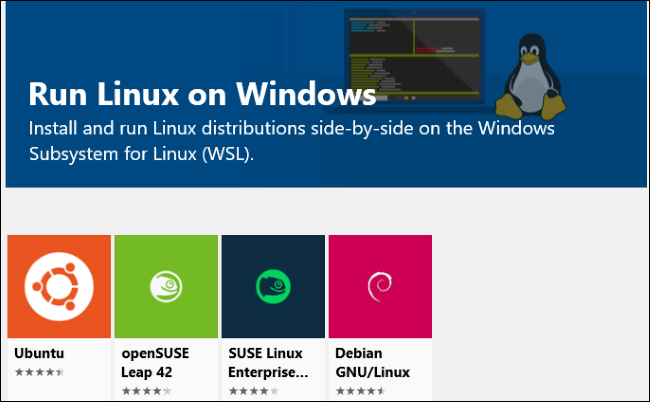 Run Linux on Windows
Install and run Linux distributions side-by-side on the Windows
Subsystem for Linux (WSL).
Ubuntu
openSUSE
Leap 42
SUSE Linux
Enterprise...
Debian
GNU/Linux